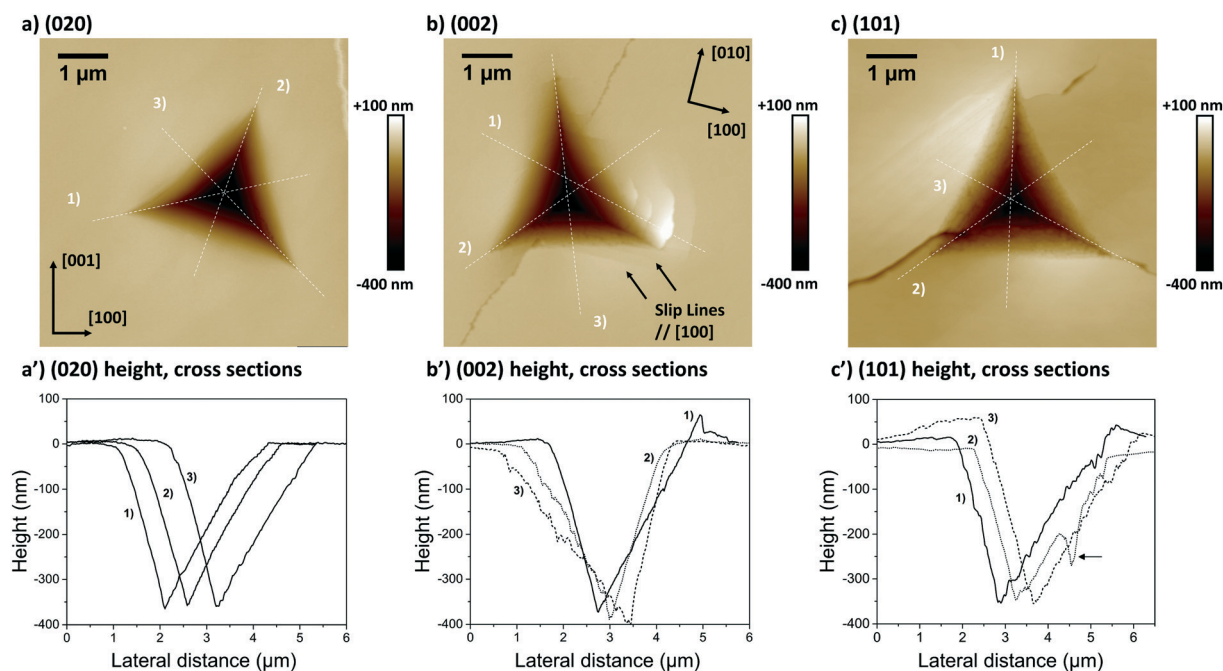 a) (020)
1 µm
3)
2)
1)
[001]
[100]
+100 nm
-400 nm
b) (002)
1 µm
[010]
[100]
1)
2)
3)
Slip Lines
// [100]
+100 nm
-400 nm
c) (101)
1 µm
1)
3)
2)
+100 nm
-400 nm
a') (020) height, cross sections
Height (nm)
100
0
-100
-200
-300
-400
1)
2)
3)
0 1 2 3 4 5 6
Lateral distance (µm)
b') (002) height, cross sections
Height (nm)
100
0
-100
-200
-300
-400
1)
2)
3)
0 1 2 3 4 5 6
Lateral distance (µm)
c') (101) height, cross sections
Height (nm)
100
0
-100
-200
-300
-400
3)
2)
1)
0 1 2 3 4 5 6
Lateral distance (µm)